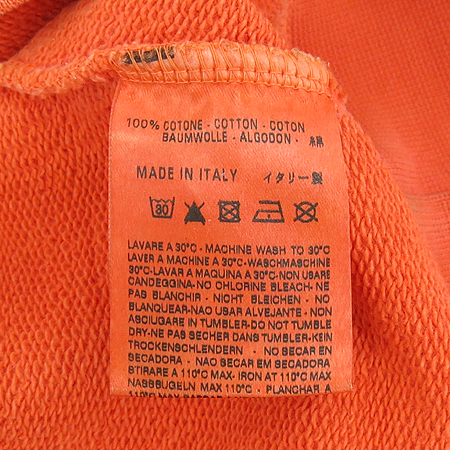 100% COTONE - COTTON - COTON
BAUMWOLLE - ALGODON - 綿
MADE IN ITALY イタリー製
30
LAVARE A 30°C - MACHINE WASH TO 30°C
LAVER A MACHINE A 30°C-WASCHMASCHINE
30°C-LAVAR A MAQUINA A 30°C-NON USARE
CANDEGGINA-NO CHLORINE BLEACH- NE
PAS BLANCHIR - NICHT BLEICHEN - NO
BLANQUEAR-NAO USAR ALVEJANTE - NON
ASCIUGARE IN TUMBLER-DO NOT TUMBLE
DRY-NE PAS SECHER DANS TUMBLER-KEIN
TROCKENSCHLENDERN - NO SECAR EN
SECADORA - NAO SECAR EM SECADORA
STIRARE A 110°C MAX- IRON AT 110°C MAX
NASSBUGELN MAX 110°C - PLANCHAR A
110°C MAX